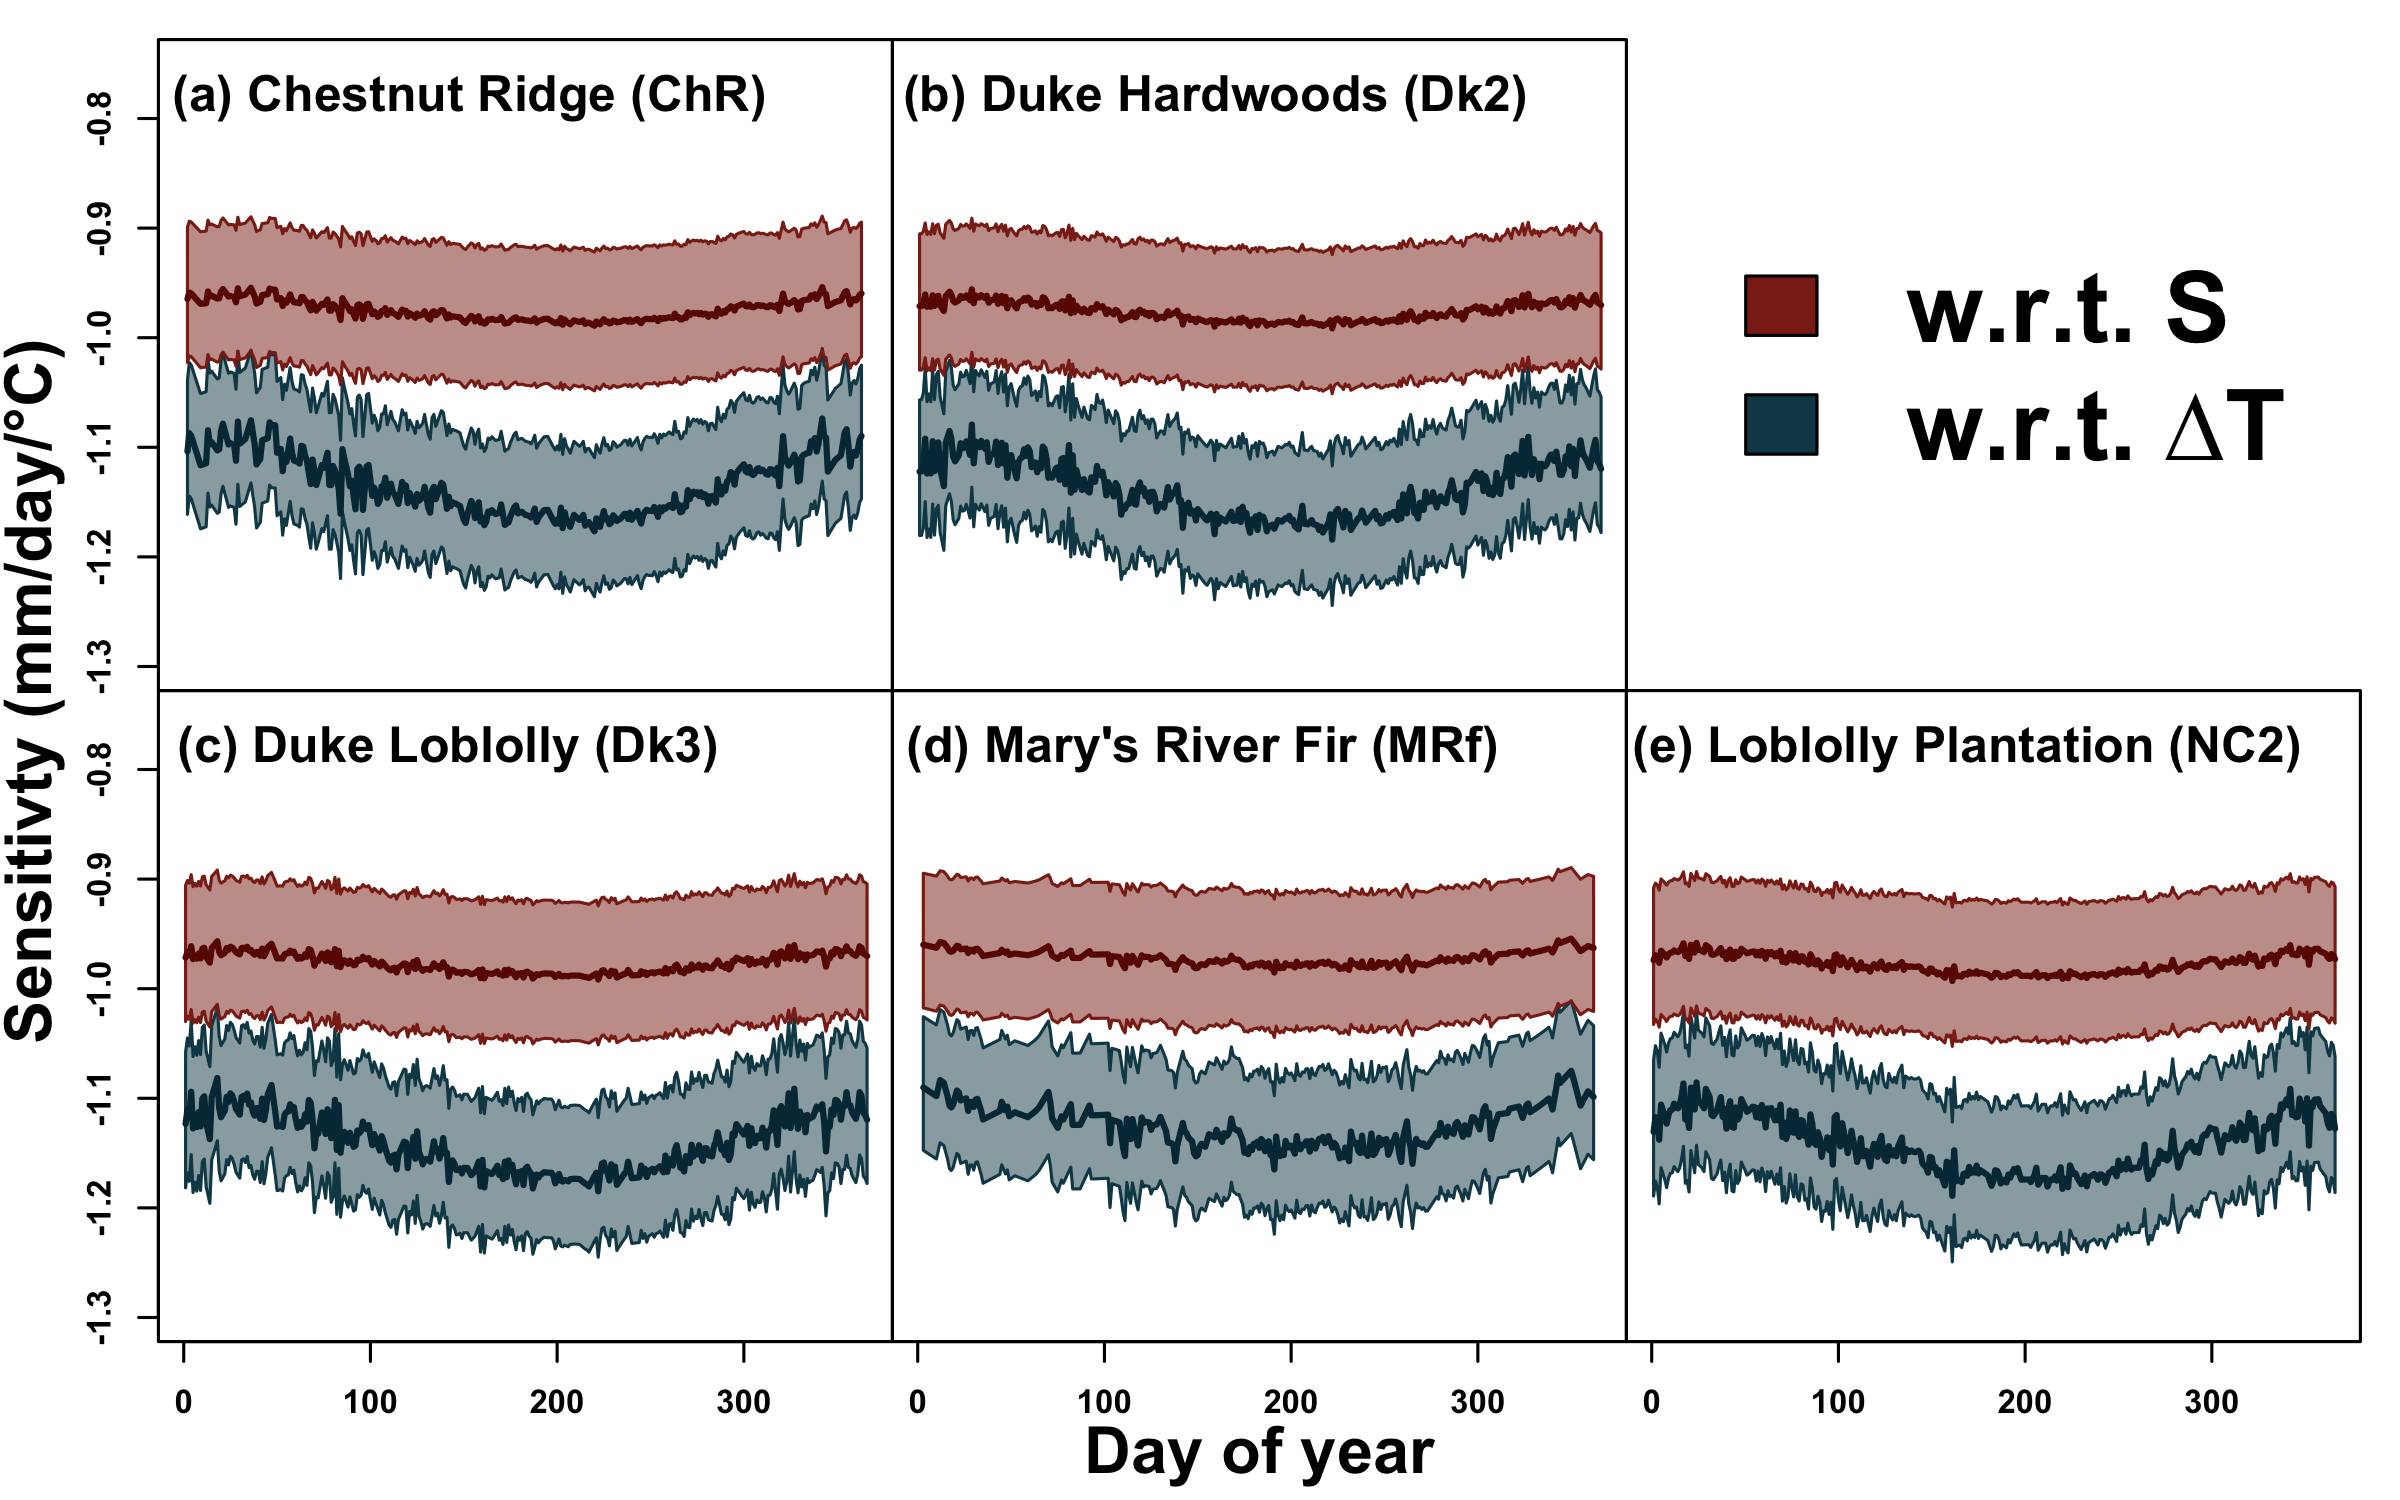 (a) Chestnut Ridge (ChR)
(b) Duke Hardwoods (Dk2)
-0.8
-0.9
-1.0
-1.1
-1.2
-1.3
w.r.t. S
w.r.t. ΔT
Sensitivty (mm/day/°C)
(c) Duke Loblolly (Dk3)
(d) Mary's River Fir (MRf)
(e) Loblolly Plantation (NC2)
-0.8
-0.9
-1.0
-1.1
-1.2
-1.3
0 100 200 300
0 100 200 300
0 100 200 300
Day of year